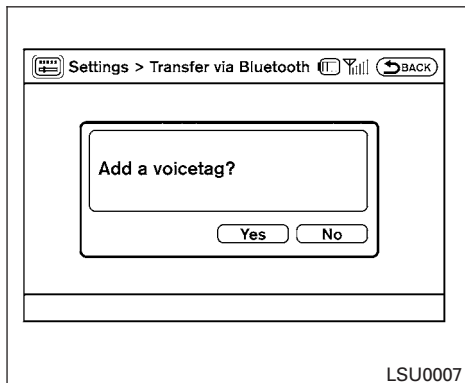 Settings > Transfer via Bluetooth BACK
Add a voicetag?
Yes No
LSU0007